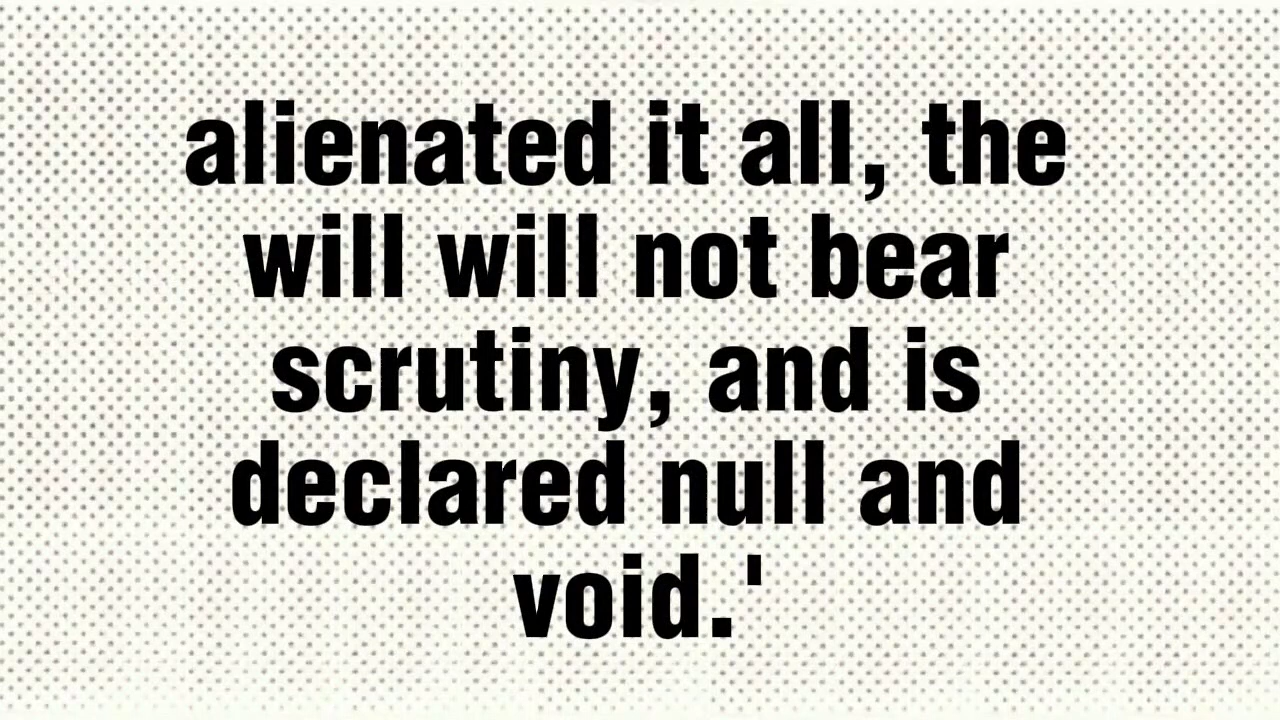 alienated it all, the
will will not bear
scrutiny, and is
declared null and
void.'